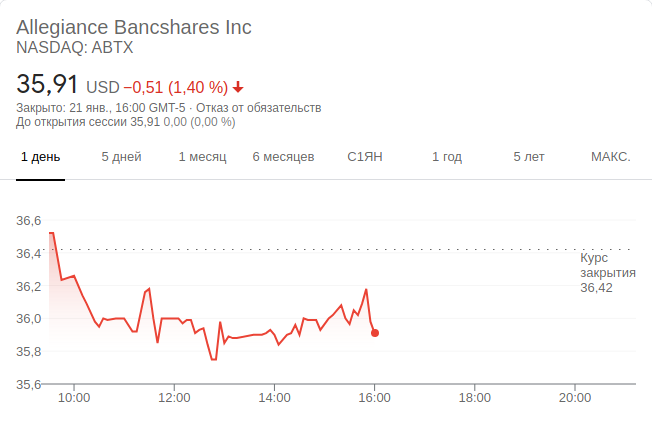 Allegiance Bancshares Inc
NASDAQ: ABTX
35,91 USD −0,51 (1,40 %)
Закрыто: 21 янв., 16:00 GMT-5 · Отказ от обязательств
До открытия сессии 35,91 0,00 (0,00 %)
1 день 5 дней 1 месяц 6 месяцев С1ЯН 1 год 5 лет МАКС.
36,6
36,4
Курс
закрытия
36,42
36,2
36,0
35,8
35,6
10:00 12:00 14:00 16:00 18:00 20:00